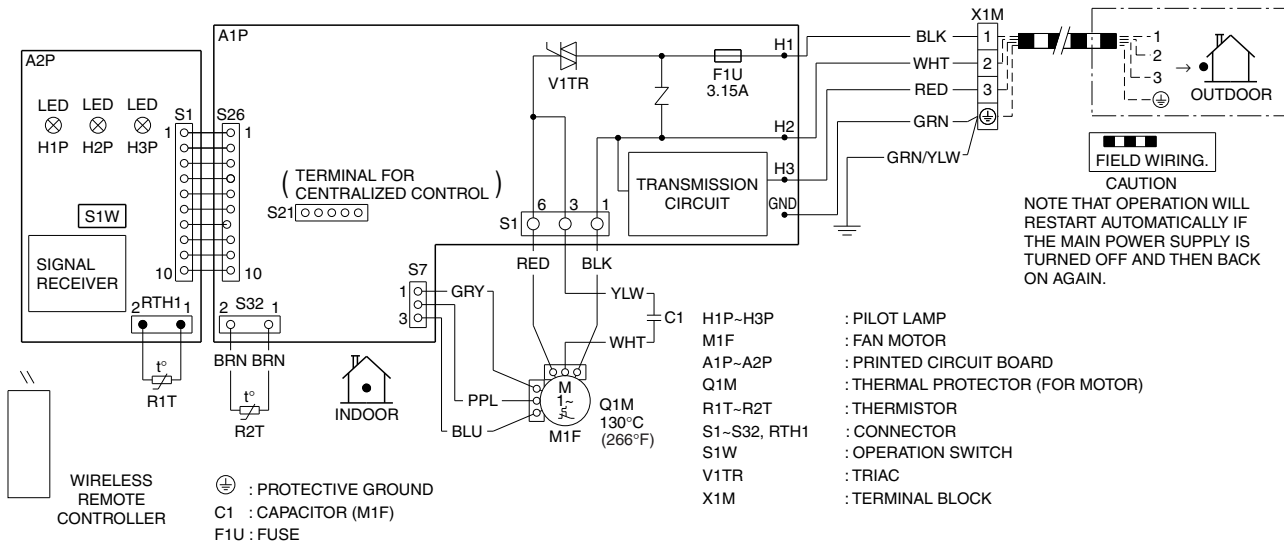 A2P
LED LED LED
H1P H2P H3P
S1 S26
1 1
10 10
S1W
SIGNAL
RECEIVER
2 RTH1 1
t°
R1T
A1P
(TERMINAL FOR
CENTRALIZED CONTROL)
S21
2 S32 1
BRN BRN
t°
R2T
INDOOR
S7
1
3
GRY
PPL
BLU
V1TR
F1U
3.15A
H1
H2
H3
GND
TRANSMISSION
CIRCUIT
S1 6 3 1
RED BLK
YLW
C1
WHT
M
1~
M1F
Q1M
130°C
(266°F)
X1M
BLK 1
WHT 2
RED 3
GRN
GRN/YLW
1
2
3
→
OUTDOOR
FIELD WIRING.
CAUTION
NOTE THAT OPERATION WILL
RESTART AUTOMATICALLY IF
THE MAIN POWER SUPPLY IS
TURNED OFF AND THEN BACK
ON AGAIN.
H1P~H3P : PILOT LAMP
M1F : FAN MOTOR
A1P~A2P : PRINTED CIRCUIT BOARD
Q1M : THERMAL PROTECTOR (FOR MOTOR)
R1T~R2T : THERMISTOR
S1~S32, RTH1 : CONNECTOR
S1W : OPERATION SWITCH
V1TR : TRIAC
X1M : TERMINAL BLOCK
WIRELESS
REMOTE
CONTROLLER
: PROTECTIVE GROUND
C1 : CAPACITOR (M1F)
F1U : FUSE